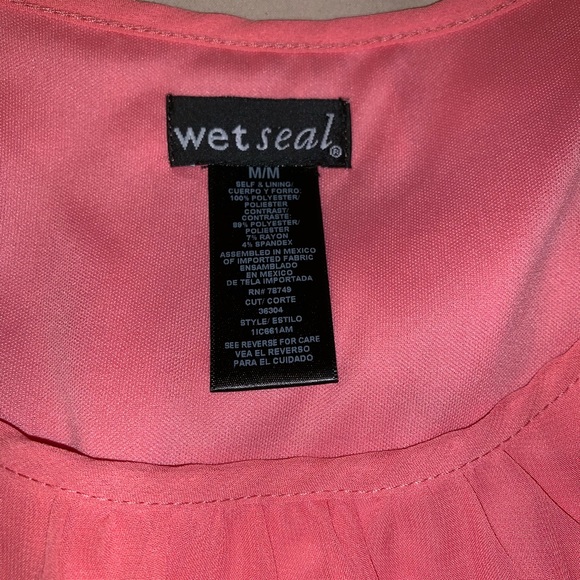 wet seal®
M/M
SELF & LINING/
CUERPO Y FORRO:
100% POLYESTER/
POLIESTER
CONTRAST/
CONTRASTE:
89% POLYESTER/
POLIESTER
7% RAYON
4% SPANDEX
ASSEMBLED IN MEXICO
OF IMPORTED FABRIC
ENSAMBLADO
EN MEXICO
DE TELA IMPORTADA
RN# 78749
CUT/ CORTE
36304
STYLE/ ESTILO
1IC661AM
SEE REVERSE FOR CARE
VEA EL REVERSO
PARA EL CUIDADO